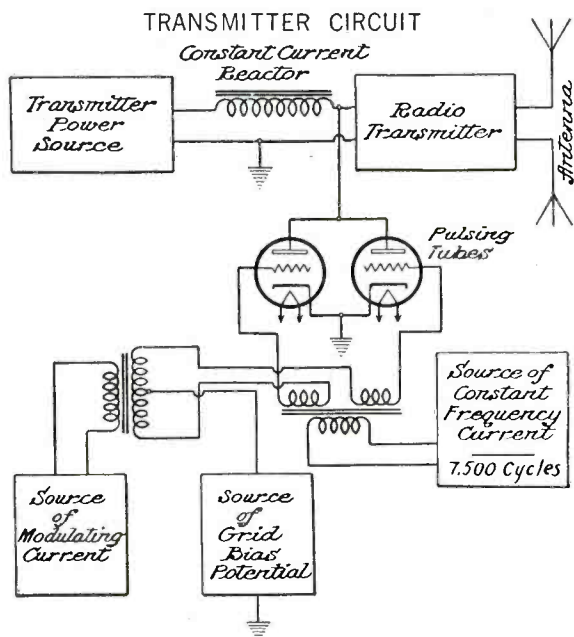 TRANSMITTER CIRCUIT
Constant Current
Reactor
Transmitter
Power
Source
Radio
Transmitter
Antenna
Pulsing
Tubes
Source of
Constant
Frequency
Current
7.500 Cycles
Source
of
Modulating
Current
Source
of
Grid
Bias
Potential